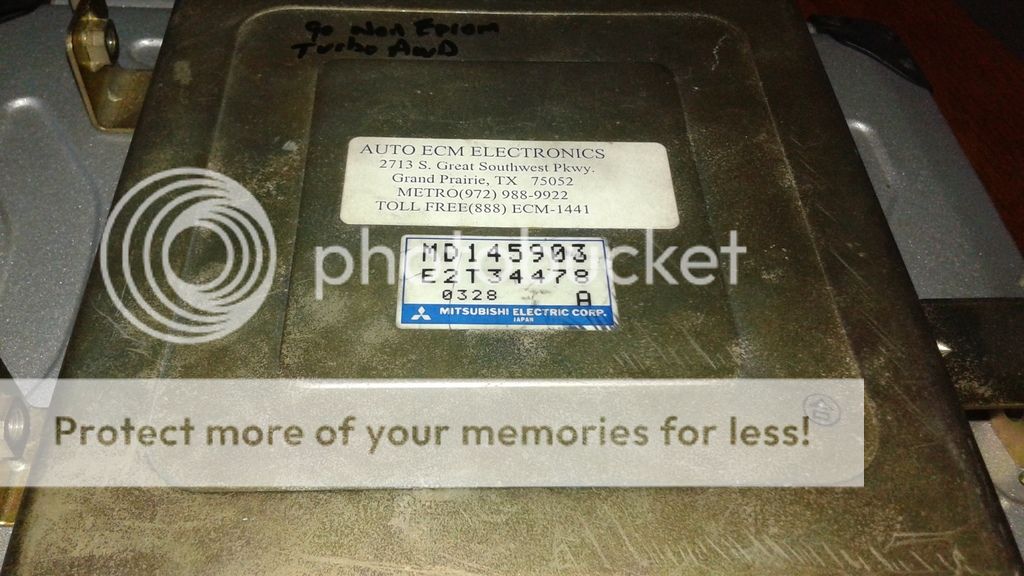 90 Non Eprom
Turbo AWD
AUTO ECM ELECTRONICS
2713 S. Great Southwest Pkwy.
Grand Prairie, TX 75052
METRO(972) 988-9922
TOLL FREE(888) ECM-1441
photobucket
MD145903
E2T34478
0328 A
MITSUBISHI ELECTRIC CORP.
JAPAN
Protect more of your memories for less!